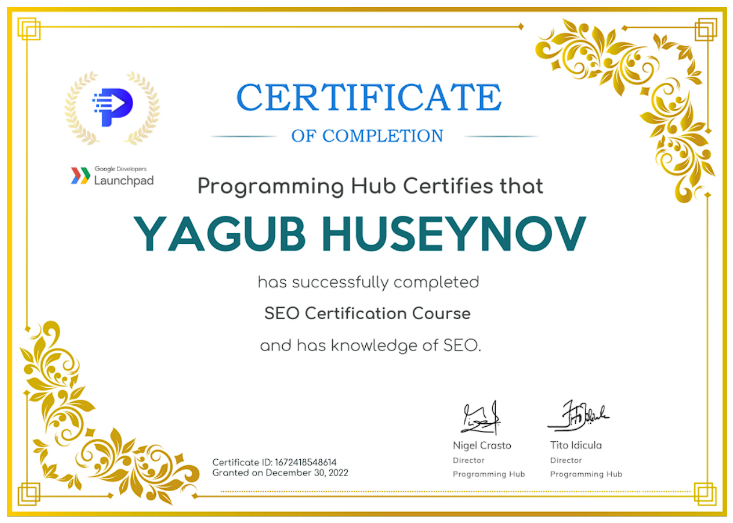 CERTIFICATE
OF COMPLETION
Google Developers
Launchpad
Programming Hub Certifies that
YAGUB HUSEYNOV
has successfully completed
SEO Certification Course
and has knowledge of SEO.
Nigel Crasto
Director
Programming Hub
Tito Idicula
Director
Programming Hub
Certificate ID: 1672418548614
Granted on December 30, 2022